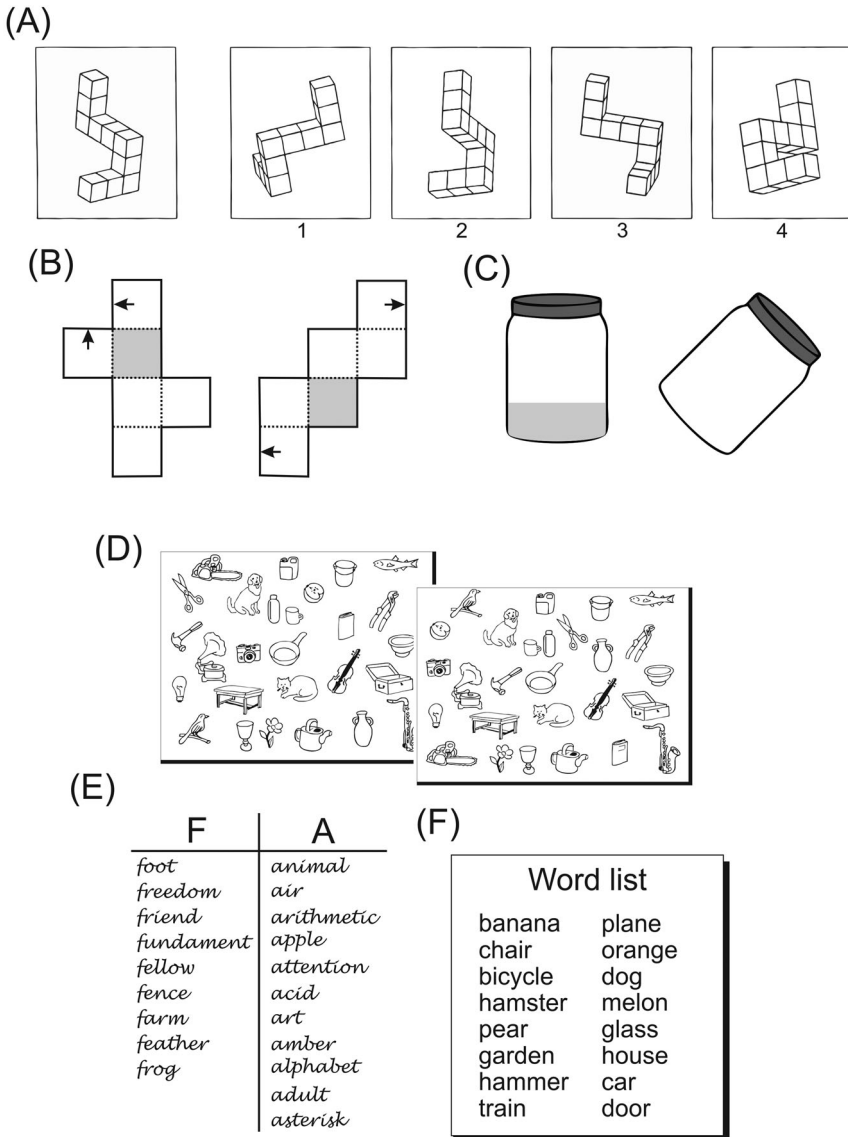 (A)
1 2 3 4
(B)
(C)
(D)
(E)
F A
foot animal
freedom air
friend arithmetic
fundament apple
fellow attention
fence acid
farm art
feather amber
frog alphabet
adult
asterisk
(F)
Word list
banana plane
chair orange
bicycle dog
hamster melon
pear glass
garden house
hammer car
train door